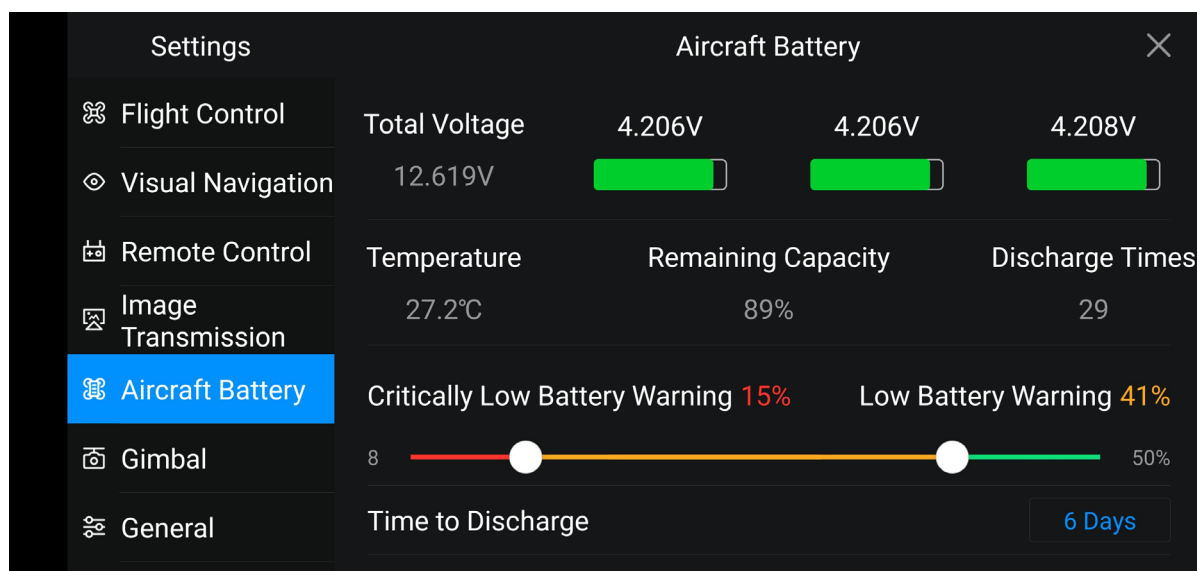 Settings
Aircraft Battery
Flight Control
Visual Navigation
Remote Control
Image
Transmission
Aircraft Battery
Gimbal
General
Total Voltage
4.206V
4.206V
4.208V
12.619V
Temperature
Remaining Capacity
Discharge Times
27.2℃
89%
29
Critically Low Battery Warning 15%
Low Battery Warning 41%
8
50%
Time to Discharge
6 Days